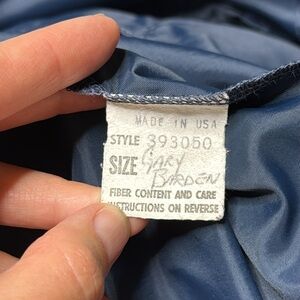 MADE IN USA
STYLE 393050
SIZE GARY
BARDEN
FIBER CONTENT AND CARE
INSTRUCTIONS ON REVERSE